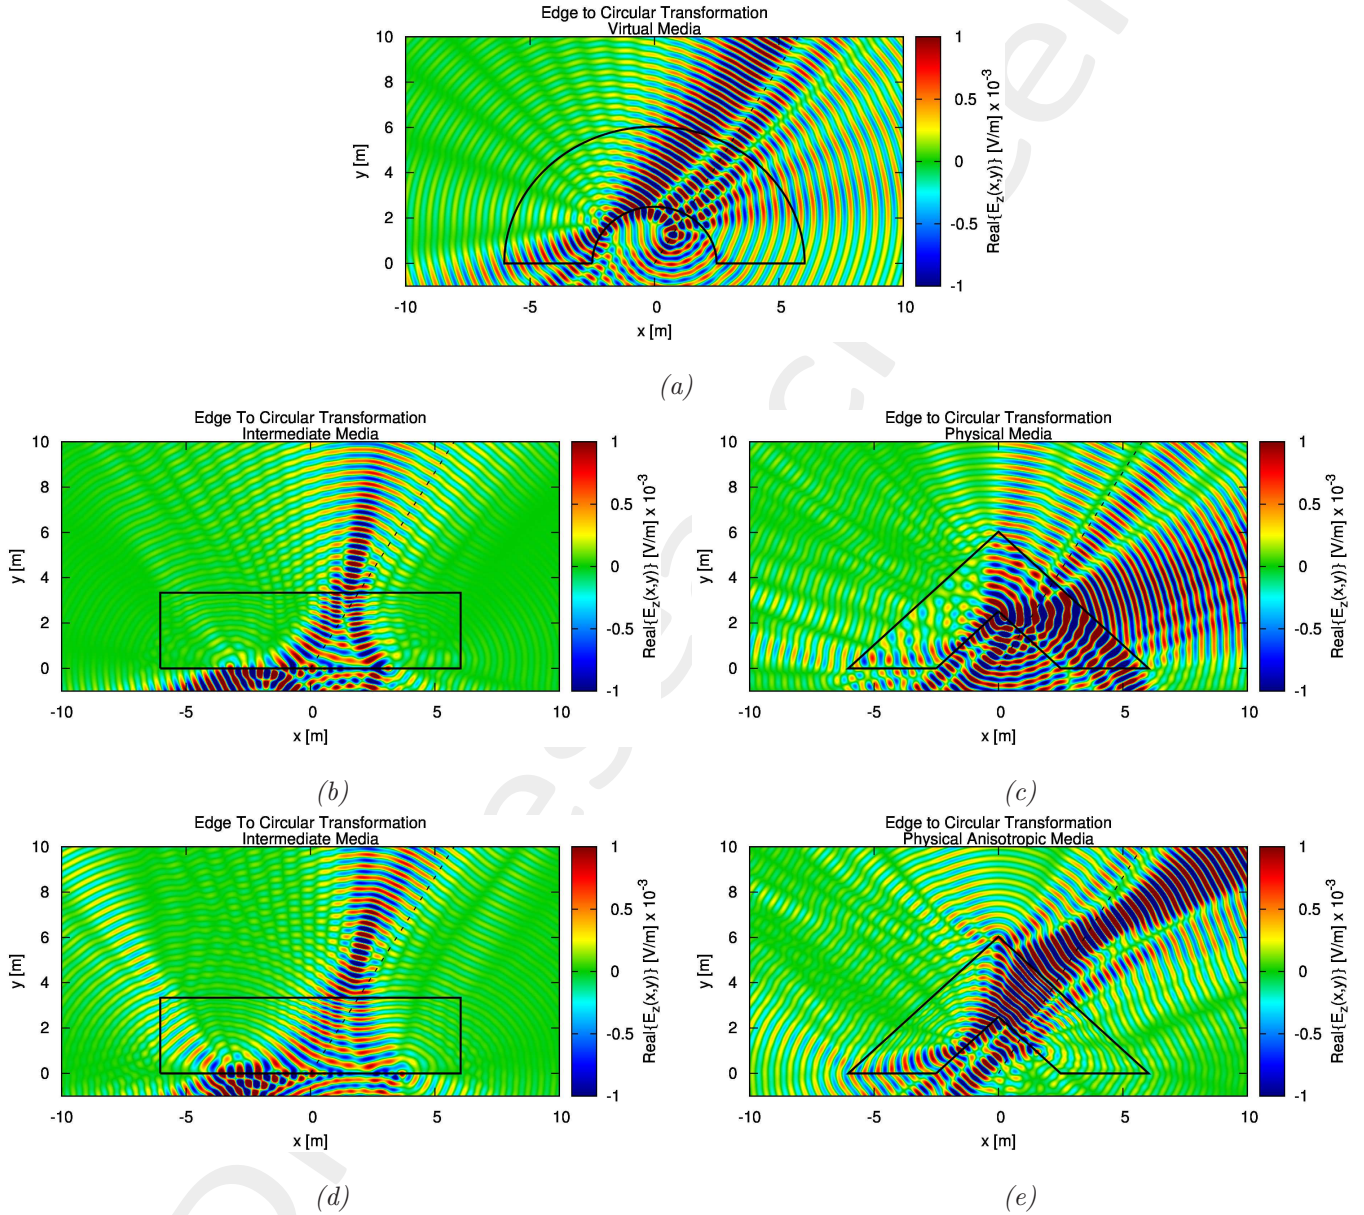 Edge to Circular Transformation
Virtual Media
10
8
6
4
2
0
y [m]
-10
-5
0
5
10
x [m]
1
0.5
0
-0.5
-1
Real{E_z(x,y)} [V/m] x 10^-3
(a)
Edge To Circular Transformation
Intermediate Media
10
8
6
4
2
0
y [m]
-10
-5
0
5
10
x [m]
1
0.5
0
-0.5
-1
Real{E_z(x,y)} [V/m] x 10^-3
(b)
Edge to Circular Transformation
Physical Media
10
8
6
4
2
0
y [m]
-10
-5
0
5
10
x [m]
1
0.5
0
-0.5
-1
Real{E_z(x,y)} [V/m] x 10^-3
(c)
Edge To Circular Transformation
Intermediate Media
10
8
6
4
2
0
y [m]
-10
-5
0
5
10
x [m]
1
0.5
0
-0.5
-1
Real{E_z(x,y)} [V/m] x 10^-3
(d)
Edge to Circular Transformation
Physical Anisotropic Media
10
8
6
4
2
0
y [m]
-10
-5
0
5
10
x [m]
1
0.5
0
-0.5
-1
Real{E_z(x,y)} [V/m] x 10^-3
(e)